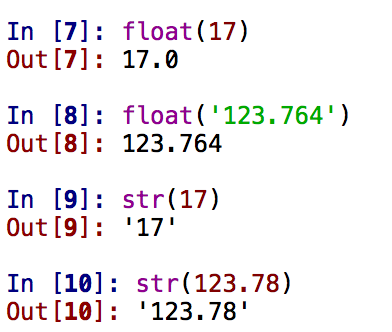 In [7]: float(17)
Out[7]: 17.0
In [8]: float('123.764')
Out[8]: 123.764
In [9]: str(17)
Out[9]: '17'
In [10]: str(123.78)
Out[10]: '123.78'